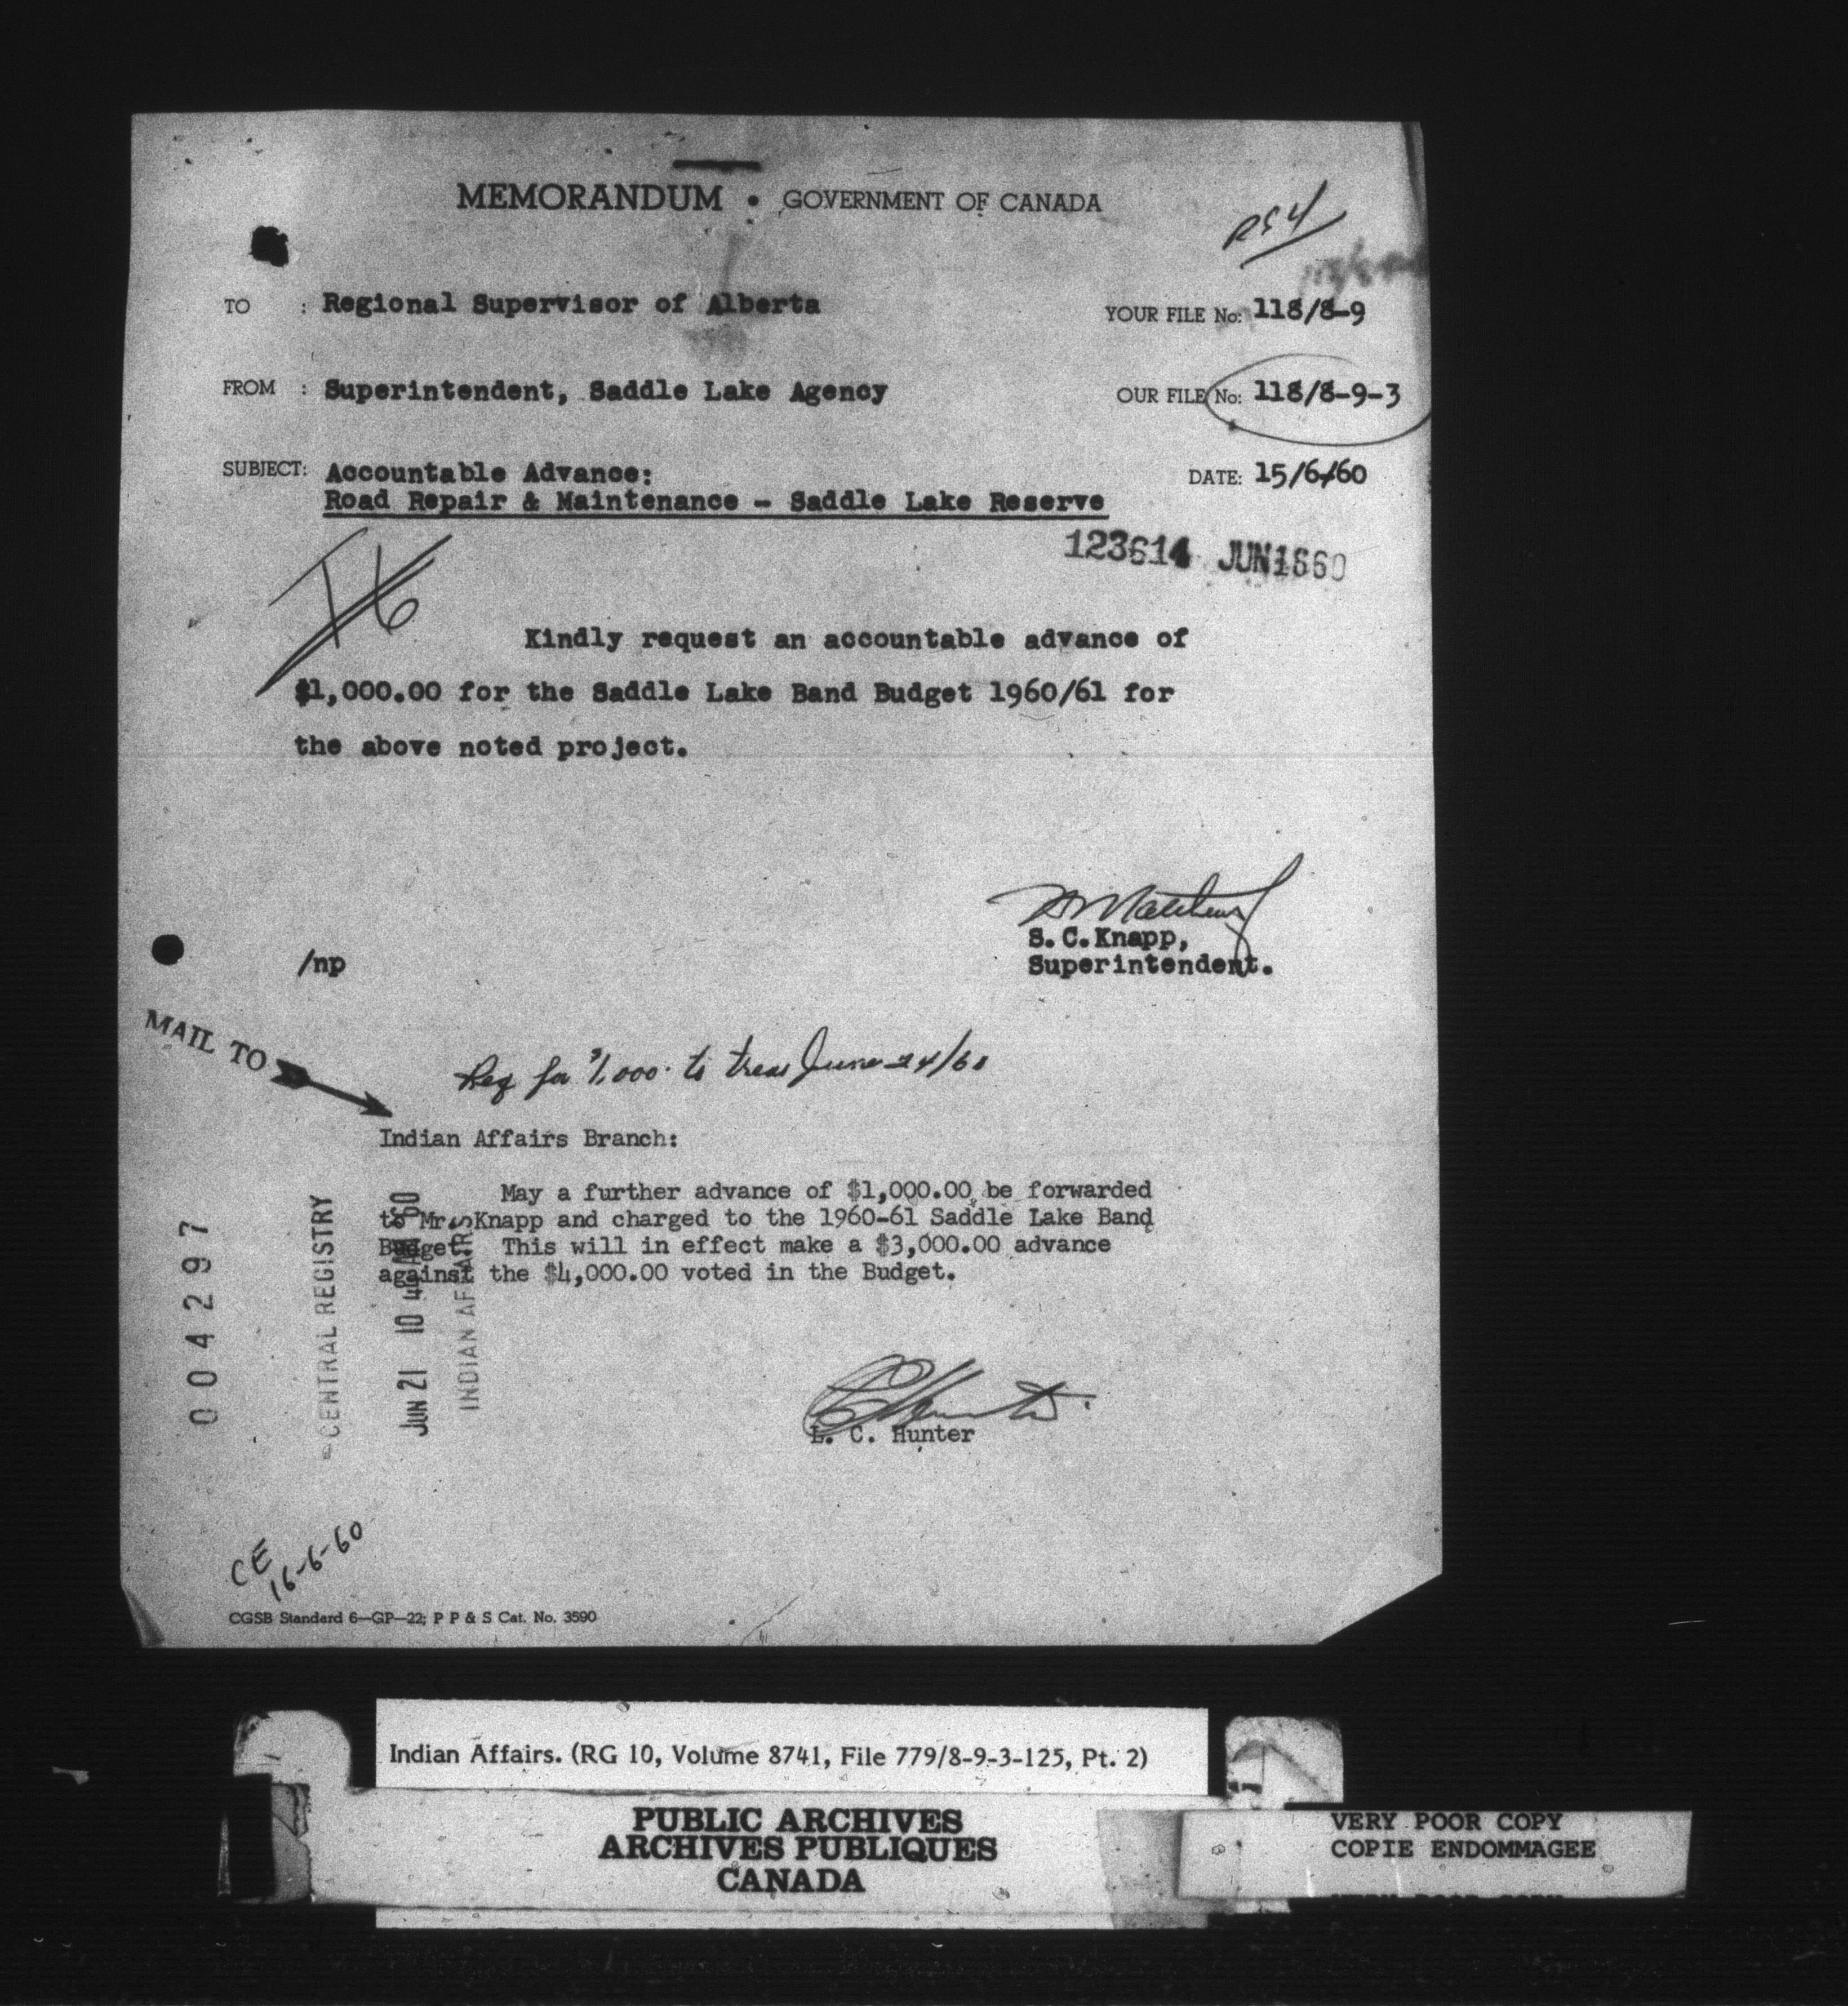 MEMORANDUM • GOVERNMENT OF CANADA
TO : Regional Supervisor of Alberta
YOUR FILE No: 118/8-9
FROM : Superintendent, Saddle Lake Agency
OUR FILE No: 118/8-9-3
SUBJECT: Accountable Advance:
Road Repair & Maintenance - Saddle Lake Reserve
DATE: 15/6/60
123614 JUN 18 60
Kindly request an accountable advance of
$1,000.00 for the Saddle Lake Band Budget 1960/61 for
the above noted project.
S. C. Knapp,
Superintendent.
/np
MAIL TO
Req for $1,000. to treas June 24/60
Indian Affairs Branch:
May a further advance of $1,000.00 be forwarded
to Mr. Knapp and charged to the 1960-61 Saddle Lake Band
Budget. This will in effect make a $3,000.00 advance
against the $4,000.00 voted in the Budget.
L. C. Hunter
004297
CENTRAL REGISTRY
JUN 21 10 AM 60
INDIAN AFFAIRS
CE
16-6-60
CGSB Standard 6—GP—22; P P & S Cat. No. 3590
Indian Affairs. (RG 10, Volume 8741, File 779/8-9-3-125, Pt. 2)
PUBLIC ARCHIVES
ARCHIVES PUBLIQUES
CANADA
VERY POOR COPY
COPIE ENDOMMAGEE